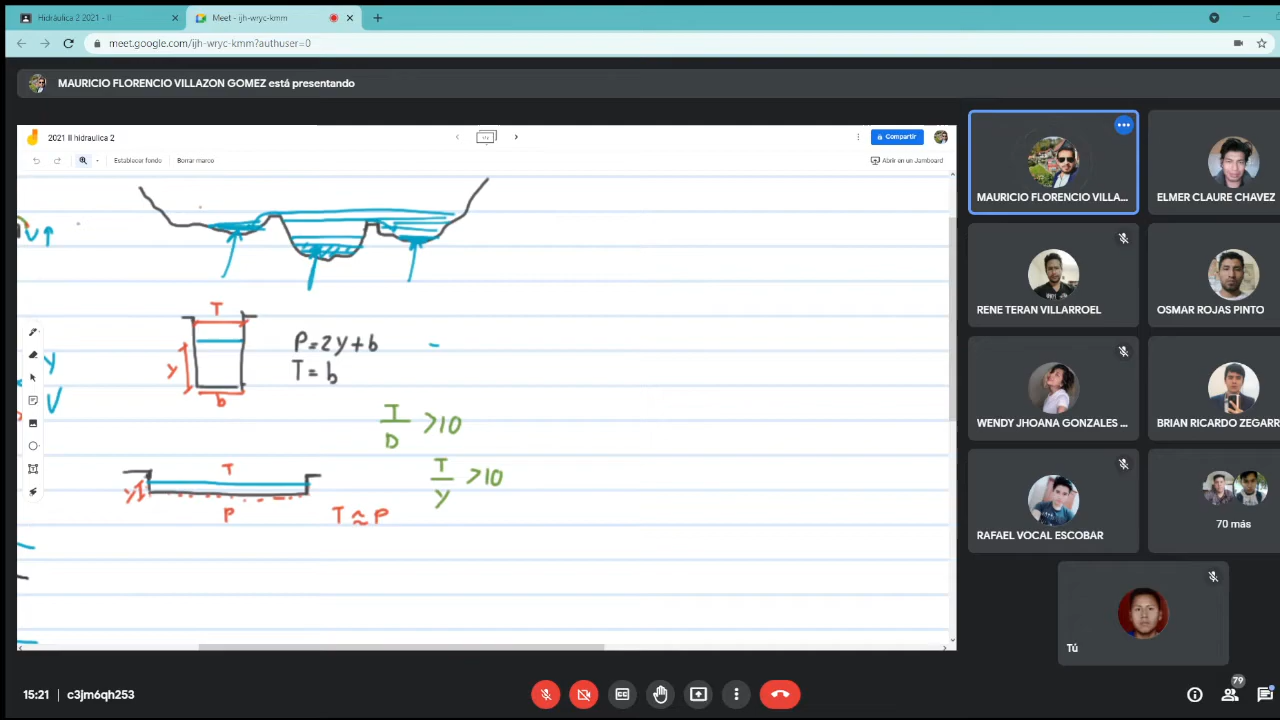 Hidráulica 2 2021 - II
Meet - ijh-wryc-kmm
meet.google.com/ijh-wryc-kmm?authuser=0
MAURICIO FLORENCIO VILLAZON GOMEZ está presentando
2021 II hidraulica 2
Compartir
Establecer fondo
Borrar marco
Abrir en un Jamboard
V↑
T
P=2y+b
T=b
y
b
y
V
T
D
>10
T
y
>10
T
y
P
T≈P
MAURICIO FLORENCIO VILLA...
ELMER CLAURE CHAVEZ
RENE TERAN VILLARROEL
OSMAR ROJAS PINTO
WENDY JHOANA GONZALES ...
BRIAN RICARDO ZEGARR
RAFAEL VOCAL ESCOBAR
70 más
Tú
15:21 | c3jm6qh253
79